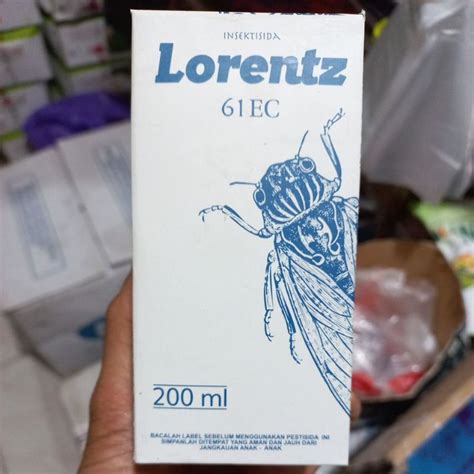 INSEKTISIDA
Lorentz
61 EC
200 ml
BACALAH LABEL SEBELUM MENGGUNAKAN PESTISIDA INI
SIMPANLAH DITEMPAT YANG AMAN DAN JAUH DARI
JANGKAUAN ANAK - ANAK